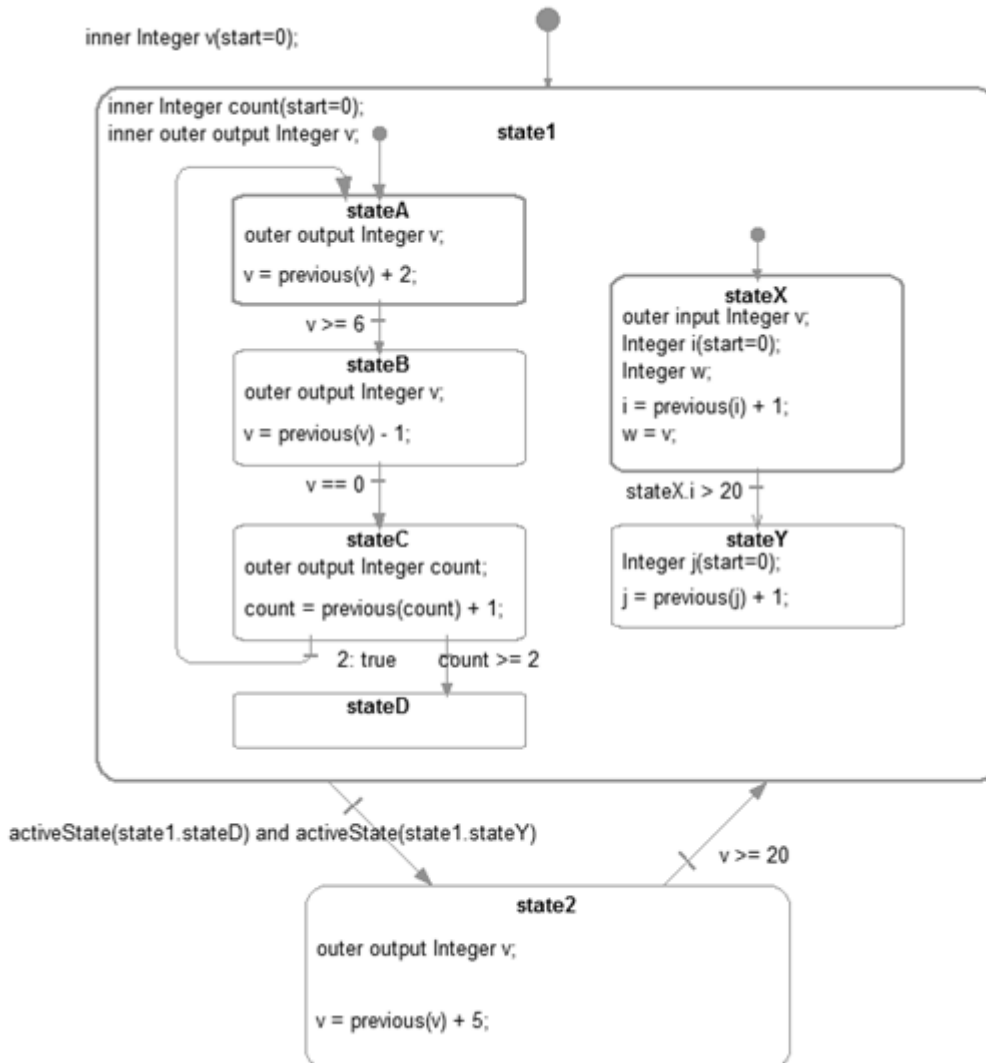 inner Integer v(start=0);
inner Integer count(start=0);
inner outer output Integer v;
state1
stateA
outer output Integer v;
v = previous(v) + 2;
v >= 6
stateB
outer output Integer v;
v = previous(v) - 1;
v == 0
stateC
outer output Integer count;
count = previous(count) + 1;
2: true
count >= 2
stateD
stateX
outer input Integer v;
Integer i(start=0);
Integer w;
i = previous(i) + 1;
w = v;
stateX.i > 20
stateY
Integer j(start=0);
j = previous(j) + 1;
activeState(state1.stateD) and activeState(state1.stateY)
v >= 20
state2
outer output Integer v;
v = previous(v) + 5;